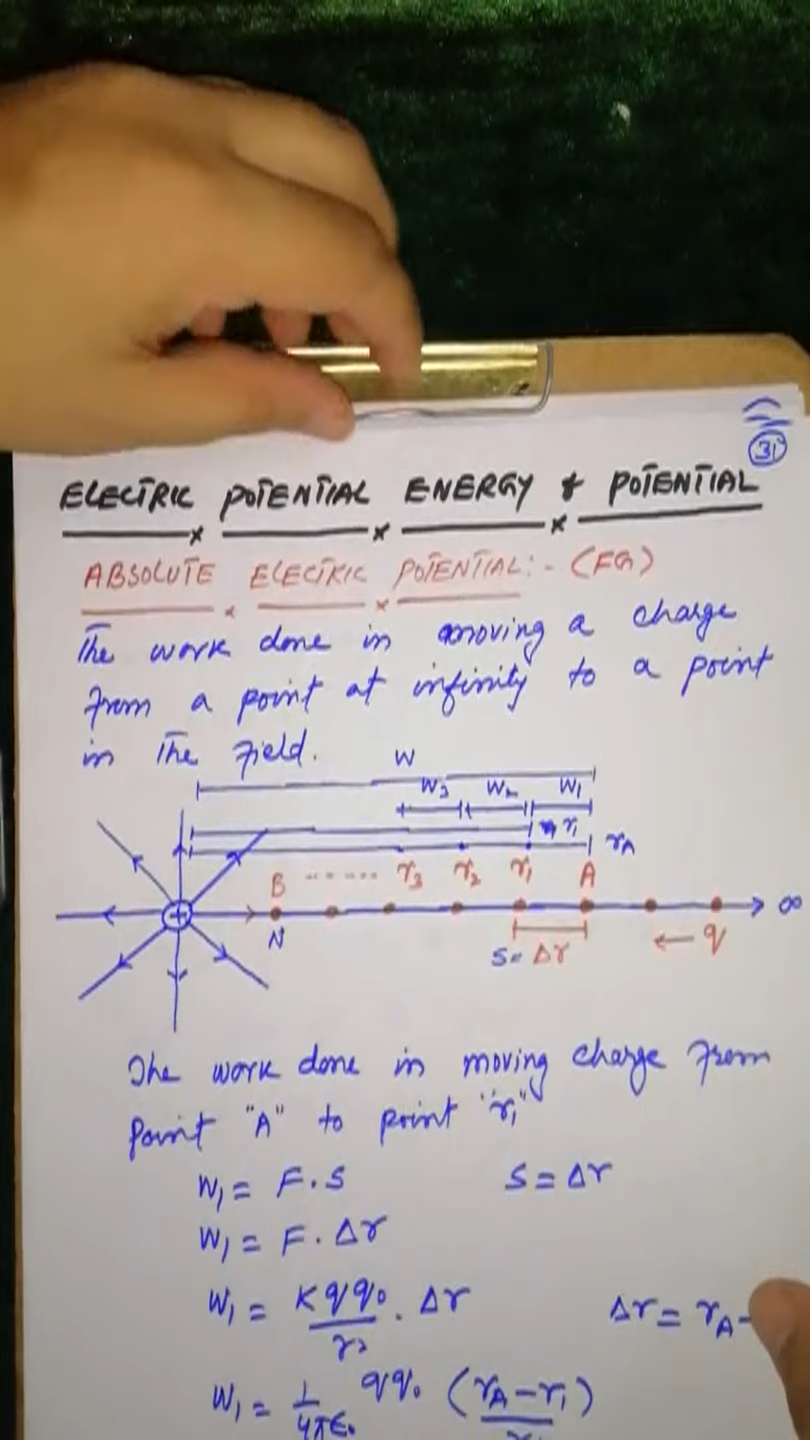 31
ELECTRIC POTENTIAL ENERGY & POTENTIAL
ABSOLUTE ELECTRIC POTENTIAL:-
The work done in moving a charge
from a point at infinity to a point
in the field.
W
W3 W2 W1
r1 rA
B ...... r3 r2 r1 A
+ ∞
N
S= Δr ← q
The work done in moving charge from
point "A" to point "r1"
W1 = F.S S = Δr
W1 = F. Δr
W1 = Kqq0/r2 . Δr Δr = rA-
W1 = 1/4πε0 qq0 (rA-r1)